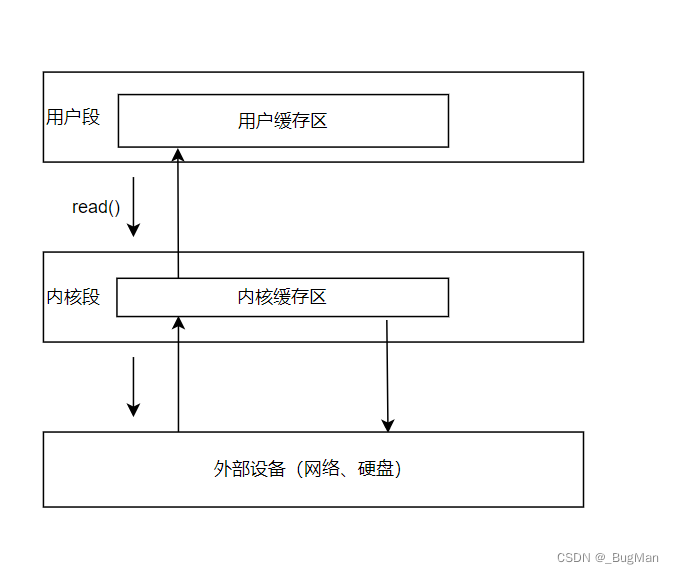 用户段
用户缓存区
read()
内核段
内核缓存区
外部设备（网络、硬盘）
CSDN @_BugMan